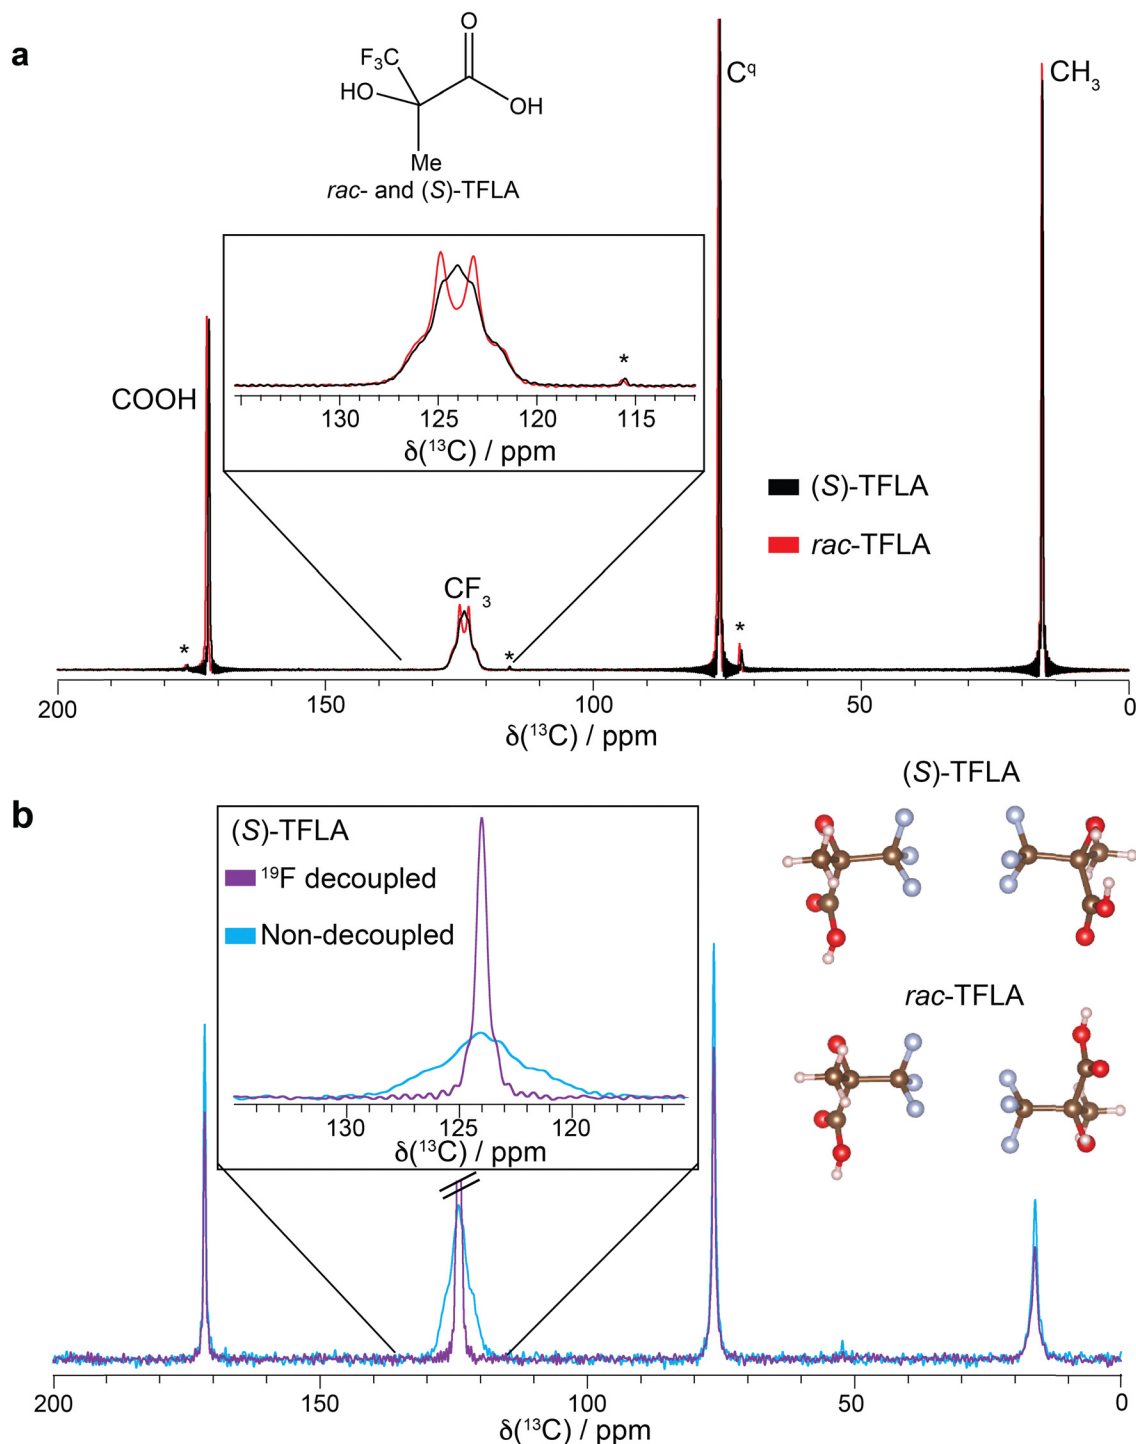 a
O
F₃C
HO
OH
Me
rac- and (S)-TFLA
Cq
CH₃
COOH
*
130 125 120 115
δ(¹³C) / ppm
(S)-TFLA
rac-TFLA
CF₃
* * *
200 150 100 50 0
δ(¹³C) / ppm
b
(S)-TFLA
(S)-TFLA
¹⁹F decoupled
Non-decoupled
rac-TFLA
130 125 120
δ(¹³C) / ppm
200 150 100 50 0
δ(¹³C) / ppm